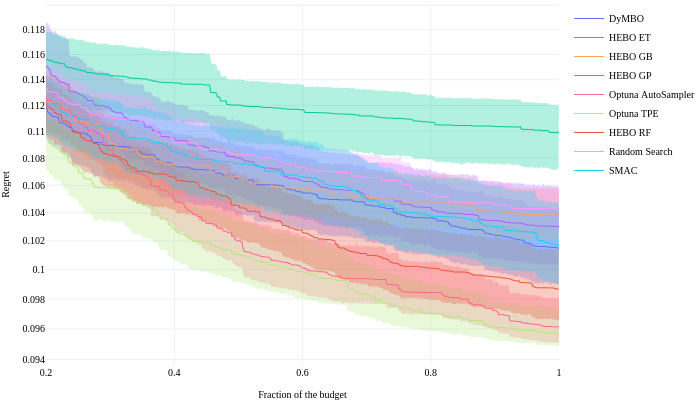 0.118
0.116
0.114
0.112
0.11
0.108
0.106
0.104
0.102
0.1
0.098
0.096
0.094
Regret
0.2
0.4
0.6
0.8
1
Fraction of the budget
DyMBO
HEBO ET
HEBO GB
HEBO GP
Optuna AutoSampler
Optuna TPE
HEBO RF
Random Search
SMAC